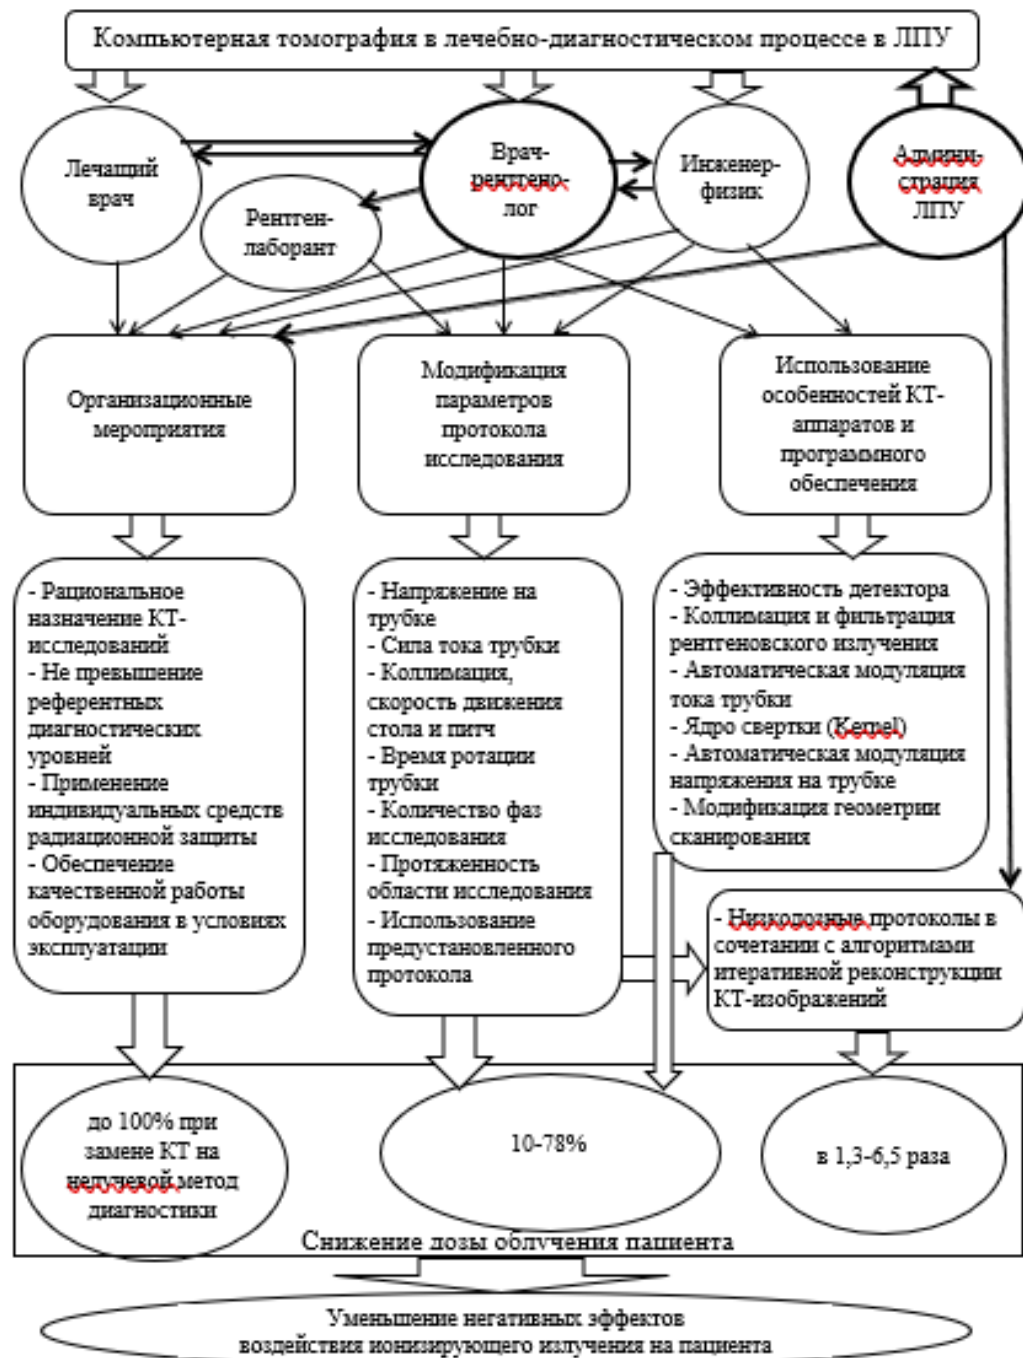 Компьютерная томография в лечебно-диагностическом процессе в ЛПУ
Лечащий
врач
Рентген-
лаборант
Врач-
рентгено-
лог
Инженер-
физик
Админи-
страция
ЛПУ
Организационные
мероприятия
Модификация
параметров
протокола
исследования
Использование
особенностей КТ-
аппаратов и
программного
обеспечения
- Рациональное
назначение КТ-
исследований
- Не превышение
референтных
диагностических
уровней
- Применение
индивидуальных средств
радиационной защиты
- Обеспечение
качественной работы
оборудования в условиях
эксплуатации
- Напряжение на
трубке
- Сила тока трубки
- Коллимация,
скорость движения
стола и питч
- Время ротации
трубки
- Количество фаз
исследования
- Протяженность
области исследования
- Использование
предустановленного
протокола
- Эффективность детектора
- Коллимация и фильтрация
рентгеновского излучения
- Автоматическая модуляция
тока трубки
- Ядро свертки (Kernel)
- Автоматическая модуляция
напряжения на трубке
- Модификация геометрии
сканирования
- Низкодозные протоколы в
сочетании с алгоритмами
итеративной реконструкции
КТ-изображений
до 100% при
замене КТ на
нелучевой метод
диагностики
10-78%
в 1,3-6,5 раза
Снижение дозы облучения пациента
Уменьшение негативных эффектов
воздействия ионизирующего излучения на пациента